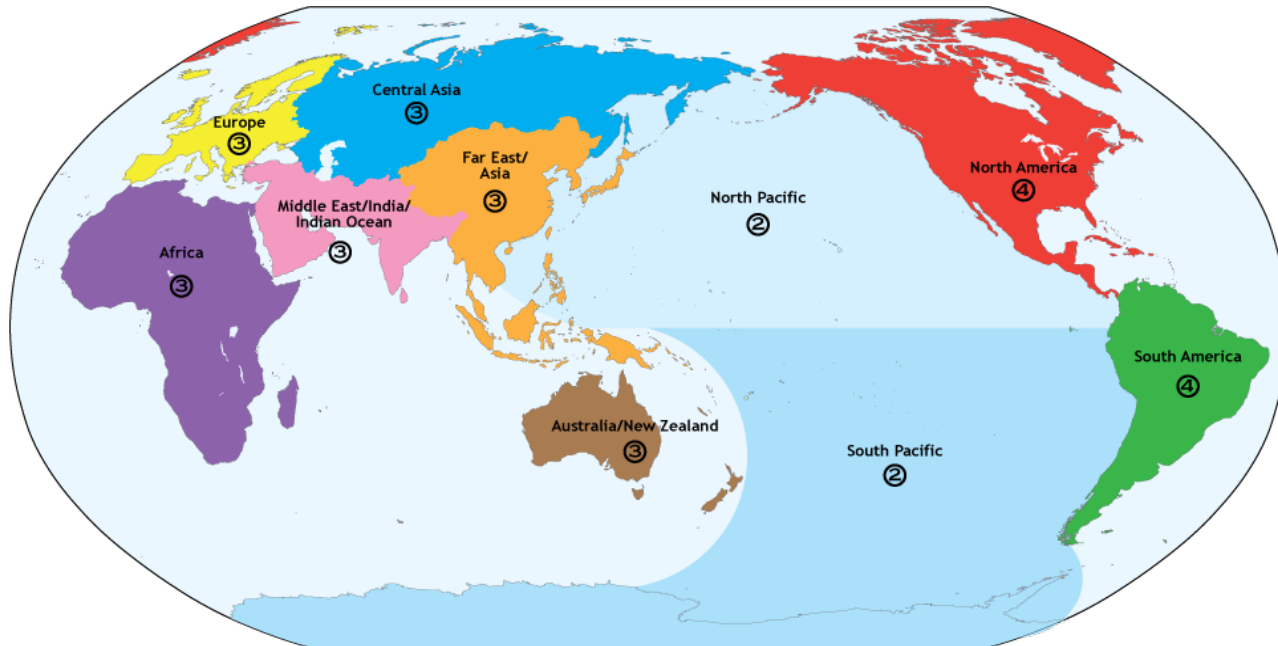 Central Asia
③
Europe
③
Far East/
Asia
③
North America
④
North Pacific
②
Middle East/India/
Indian Ocean
③
Africa
③
South America
④
Australia/New Zealand
③
South Pacific
②